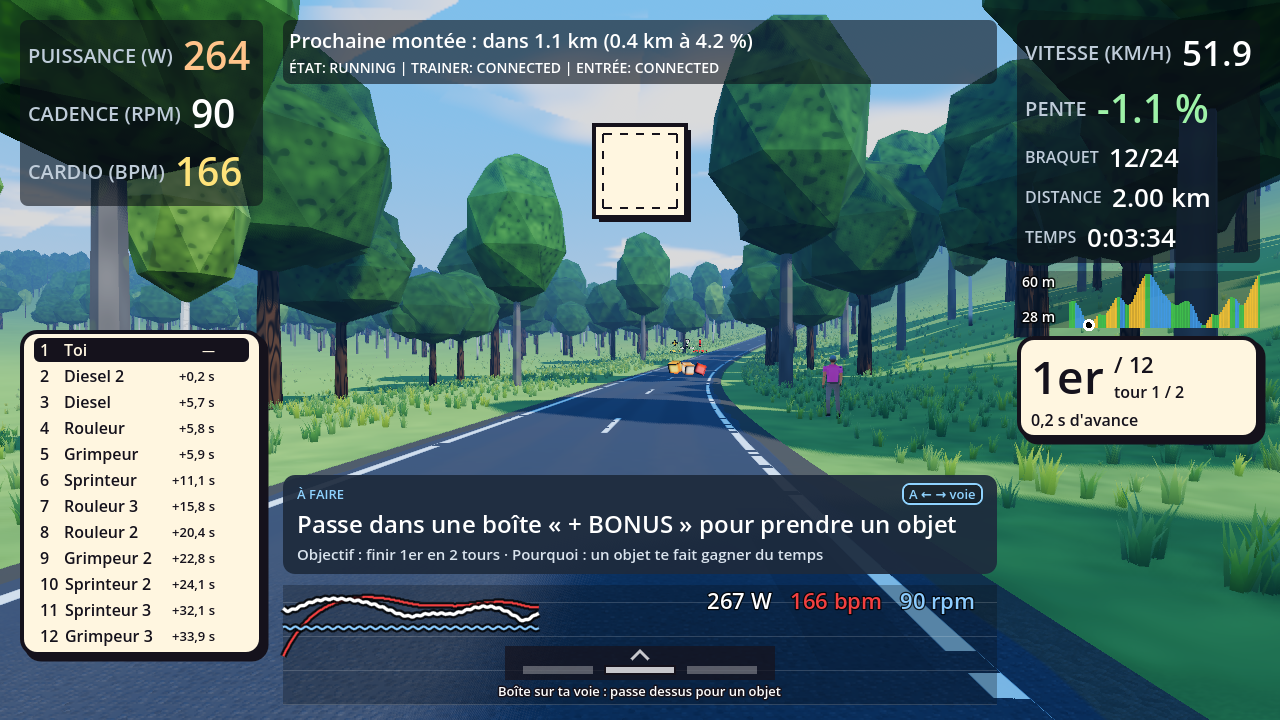 PUISSANCE (W) 264
CADENCE (RPM) 90
CARDIO (BPM) 166
Prochaine montée : dans 1.1 km (0.4 km à 4.2 %)
ÉTAT: RUNNING | TRAINER: CONNECTED | ENTRÉE: CONNECTED
VITESSE (KM/H) 51.9
PENTE -1.1 %
BRAQUET 12/24
DISTANCE 2.00 km
TEMPS 0:03:34
60 m
28 m
1er / 12
tour 1 / 2
0,2 s d'avance
1 Toi —
2 Diesel 2 +0,2 s
3 Diesel +5,7 s
4 Rouleur +5,8 s
5 Grimpeur +5,9 s
6 Sprinteur +11,1 s
7 Rouleur 3 +15,8 s
8 Rouleur 2 +20,4 s
9 Grimpeur 2 +22,8 s
10 Sprinteur 2 +24,1 s
11 Sprinteur 3 +32,1 s
12 Grimpeur 3 +33,9 s
À FAIRE
A ← → voie
Passe dans une boîte « + BONUS » pour prendre un objet
Objectif : finir 1er en 2 tours · Pourquoi : un objet te fait gagner du temps
267 W 166 bpm 90 rpm
Boîte sur ta voie : passe dessus pour un objet